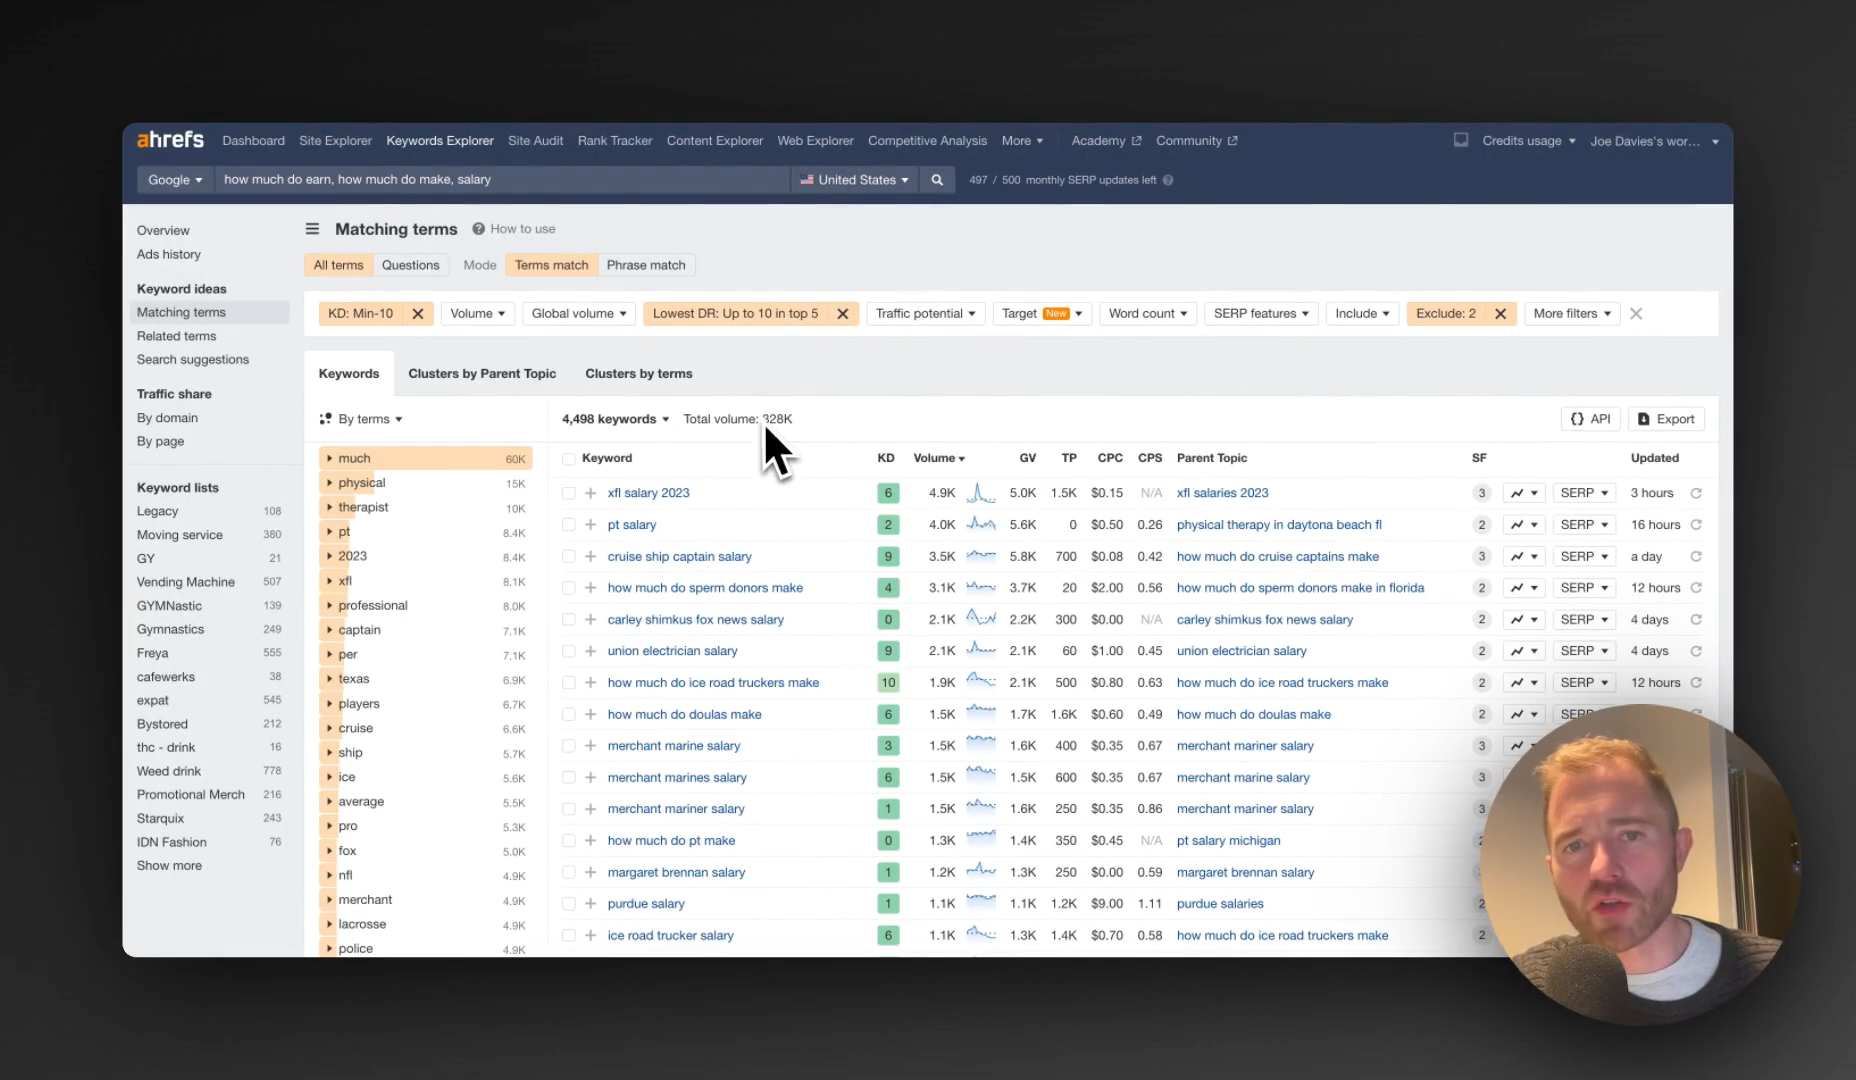 ahrefs Dashboard Site Explorer Keywords Explorer Site Audit Rank Tracker Content Explorer Web Explorer Competitive Analysis More Academy Community Credits usage Joe Davies's wor...
Google how much do earn, how much do make, salary United States 497 / 500 monthly SERP updates left
Overview
Ads history
Keyword ideas
Matching terms
Related terms
Search suggestions
Traffic share
By domain
By page
Keyword lists
Legacy 108
Moving service 380
GY 21
Vending Machine 507
GYMNastic 139
Gymnastics 249
Freya 555
cafewerks 38
expat 545
Bystored 212
thc - drink 16
Weed drink 778
Promotional Merch 216
Starquix 243
IDN Fashion 76
Show more
Matching terms How to use
All terms Questions Mode Terms match Phrase match
KD: Min-10 Volume Global volume Lowest DR: Up to 10 in top 5 Traffic potential Target New Word count SERP features Include Exclude: 2 More filters
Keywords Clusters by Parent Topic Clusters by terms
By terms
much 60K
physical 15K
therapist 10K
pt 8.4K
2023 8.4K
xfl 8.1K
professional 8.0K
captain 7.1K
per 7.1K
texas 6.9K
players 6.7K
cruise 6.6K
ship 5.7K
ice 5.6K
average 5.5K
pro 5.3K
fox 5.0K
nfl 4.9K
merchant 4.9K
lacrosse 4.9K
police 4.9K
4,498 keywords Total volume: 328K API Export
Keyword KD Volume GV TP CPC CPS Parent Topic SF Updated
xfl salary 2023 6 4.9K 5.0K 1.5K $0.15 N/A xfl salaries 2023 3 SERP 3 hours
pt salary 2 4.0K 5.6K 0 $0.50 0.26 physical therapy in daytona beach fl 2 SERP 16 hours
cruise ship captain salary 9 3.5K 5.8K 700 $0.08 0.42 how much do cruise captains make 3 SERP a day
how much do sperm donors make 4 3.1K 3.7K 20 $2.00 0.56 how much do sperm donors make in florida 2 SERP 12 hours
carley shimkus fox news salary 0 2.1K 2.2K 300 $0.00 N/A carley shimkus fox news salary 2 SERP 4 days
union electrician salary 9 2.1K 2.1K 60 $1.00 0.45 union electrician salary 2 SERP 4 days
how much do ice road truckers make 10 1.9K 2.1K 500 $0.80 0.63 how much do ice road truckers make 2 SERP 12 hours
how much do doulas make 6 1.5K 1.7K 1.6K $0.60 0.49 how much do doulas make 2 SERP
merchant marine salary 3 1.5K 1.6K 400 $0.35 0.67 merchant mariner salary 3
merchant marines salary 6 1.5K 1.5K 600 $0.35 0.67 merchant marine salary 3
merchant mariner salary 1 1.5K 1.6K 250 $0.35 0.86 merchant mariner salary 3
how much do pt make 0 1.3K 1.4K 350 $0.45 N/A pt salary michigan
margaret brennan salary 1 1.2K 1.3K 250 $0.00 0.59 margaret brennan salary
purdue salary 1 1.1K 1.1K 1.2K $9.00 1.11 purdue salaries 2
ice road trucker salary 6 1.1K 1.3K 1.4K $0.70 0.58 how much do ice road truckers make 2